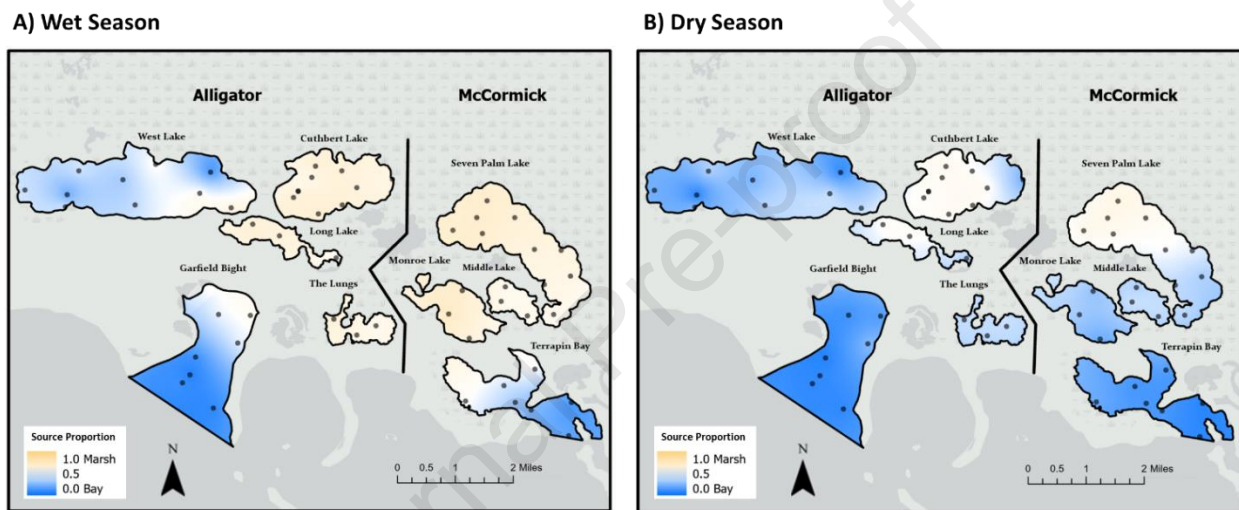 A) Wet Season
Alligator
McCormick
West Lake
Cuthbert Lake
Seven Palm Lake
Long Lake
Monroe Lake
Middle Lake
Garfield Bight
The Lungs
Terrapin Bay
Source Proportion
1.0 Marsh
0.5
0.0 Bay
N
0 0.5 1 2 Miles
B) Dry Season
Alligator
McCormick
West Lake
Cuthbert Lake
Seven Palm Lake
Long Lake
Monroe Lake
Middle Lake
Garfield Bight
The Lungs
Terrapin Bay
Source Proportion
1.0 Marsh
0.5
0.0 Bay
N
0 0.5 1 2 Miles
Pre-proof